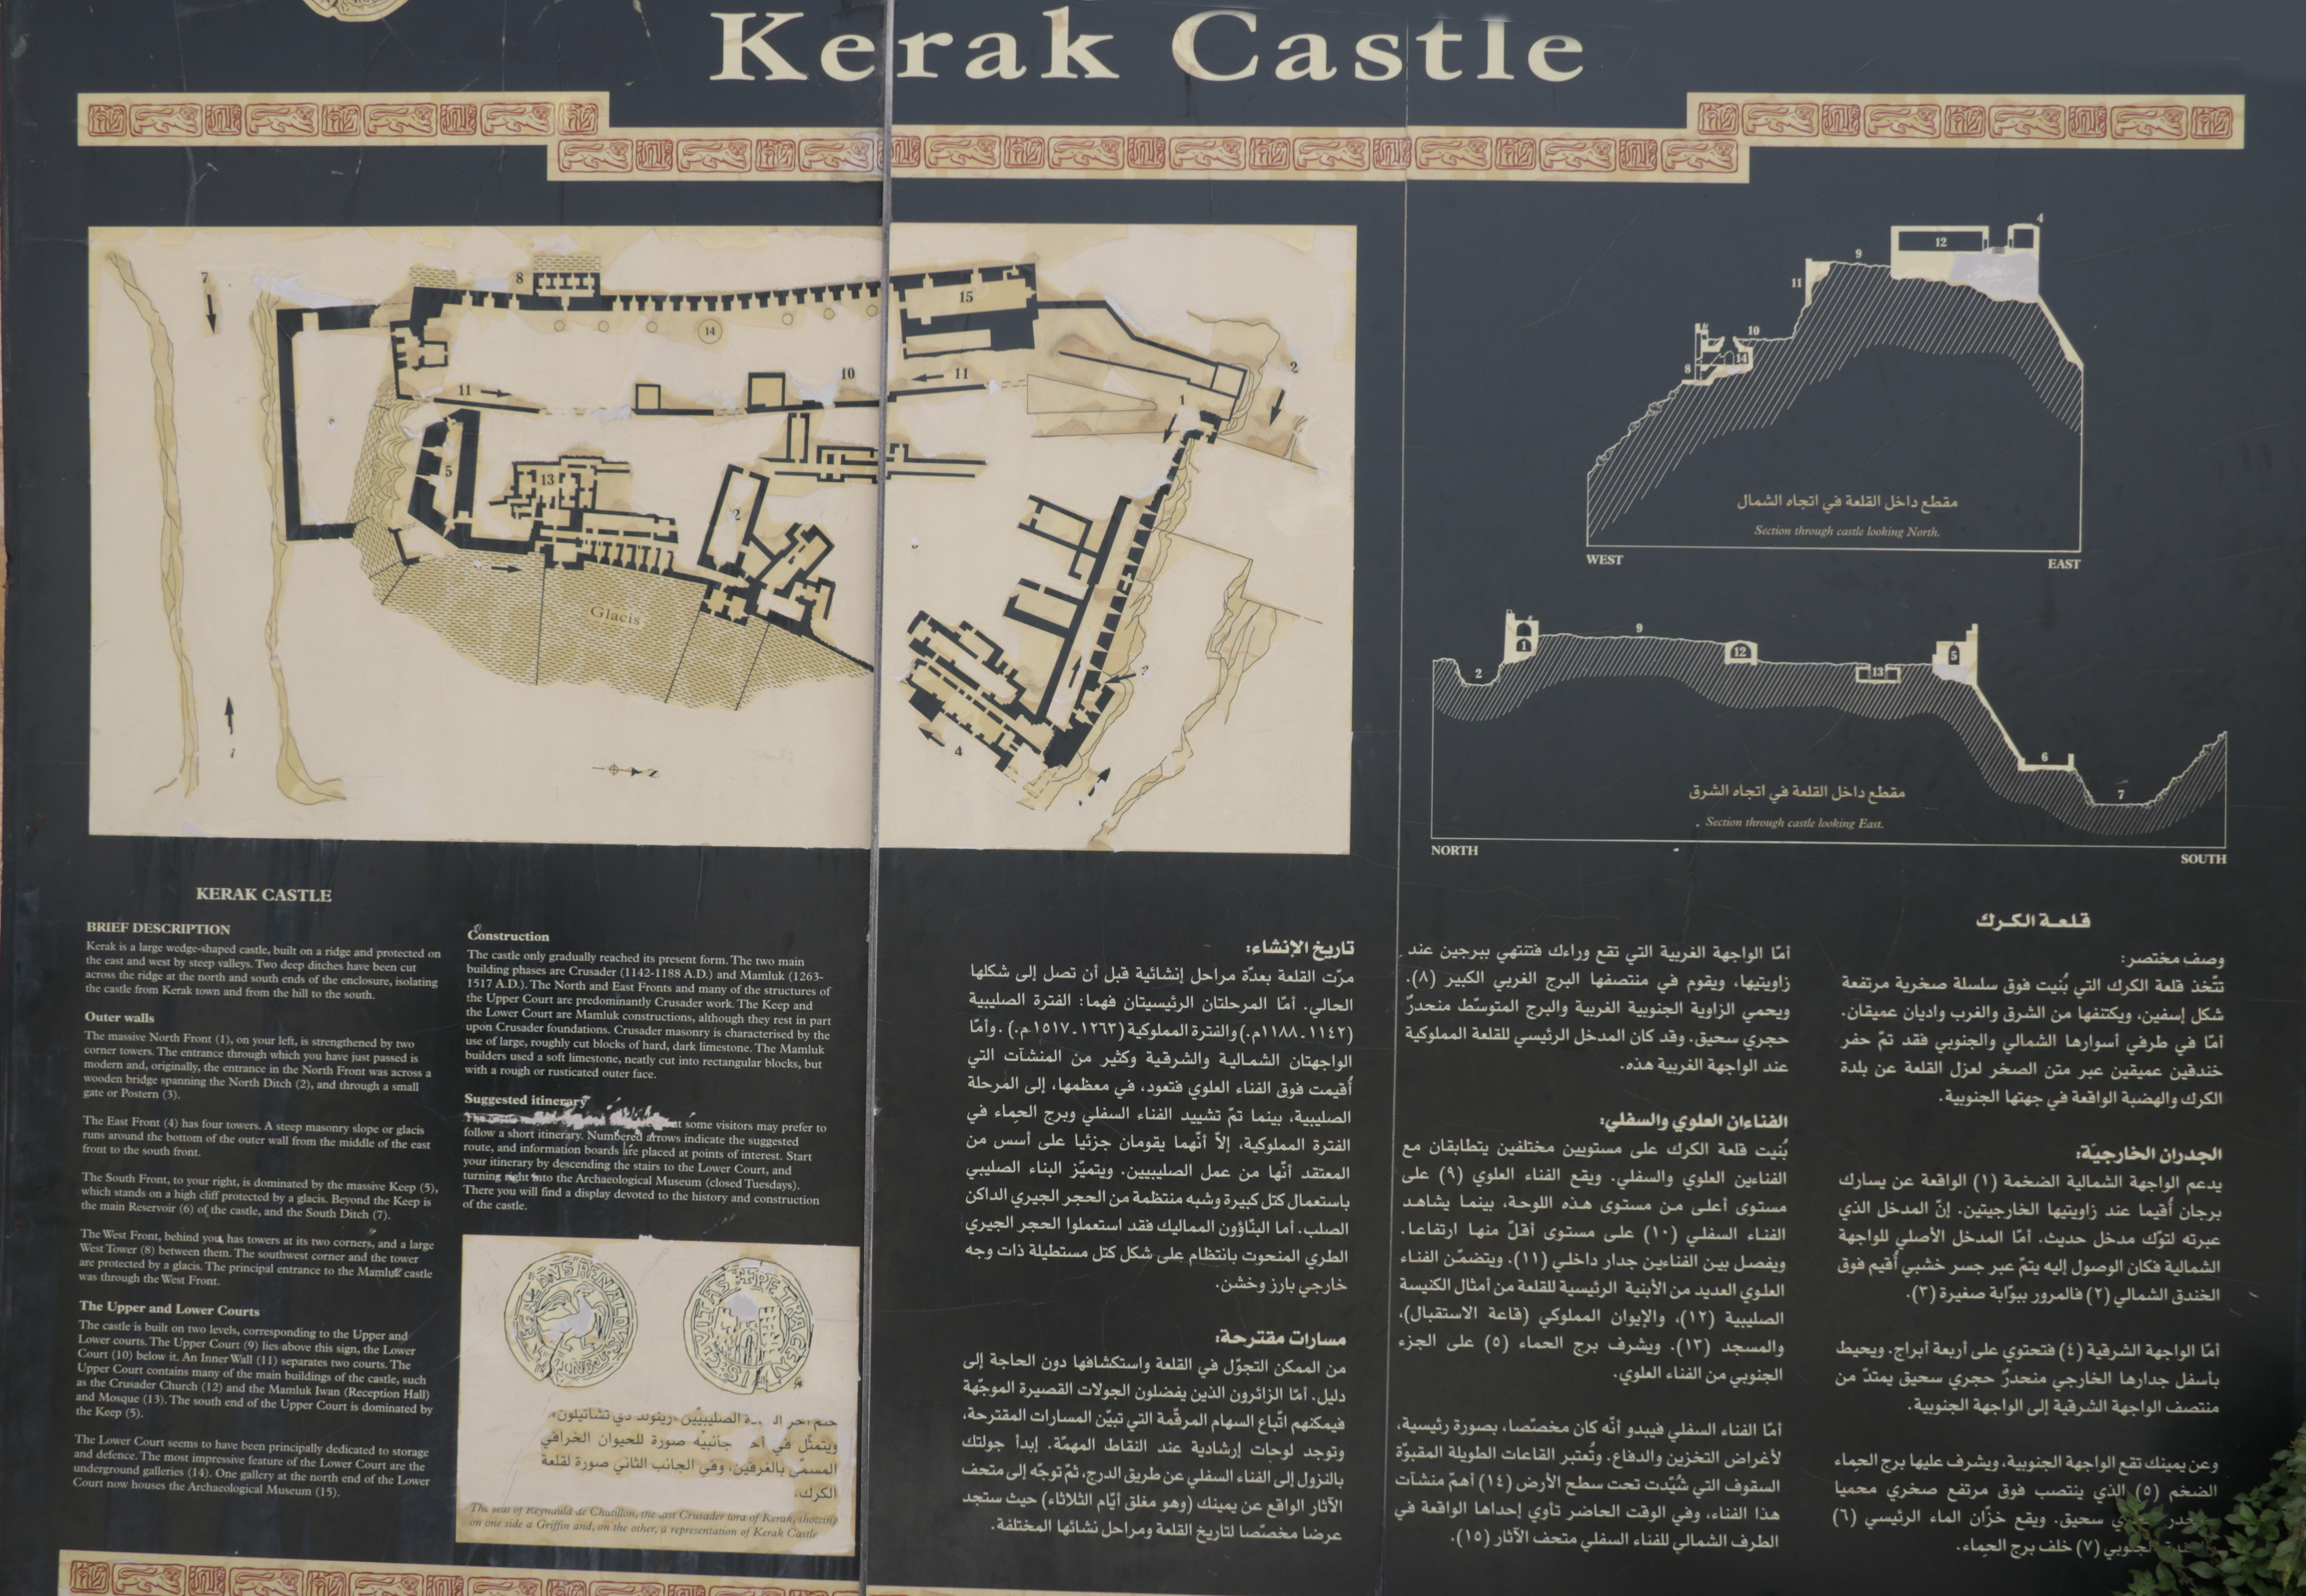 Kerak Castle
7
8
15
14
2
11
10
11
1
5
13
2
Glacis
4
4
12
9
11
10
14
8
مقطع داخل القلعة في اتجاه الشمال
Section through castle looking North.
WEST
EAST
1
9
12
5
2
13
6
7
مقطع داخل القلعة في اتجاه الشرق
Section through castle looking East.
NORTH
SOUTH
KERAK CASTLE
BRIEF DESCRIPTION
Kerak is a large wedge-shaped castle, built on a ridge and protected on
the east and west by steep valleys. Two deep ditches have been cut
across the ridge at the north and south ends of the enclosure, isolating
the castle from Kerak town and from the hill to the south.
Outer walls
The massive North Front (1), on your left, is strengthened by two
corner towers. The entrance through which you have just passed is
modern and, originally, the entrance in the North Front was across a
wooden bridge spanning the North Ditch (2), and through a small
gate or Postern (3).
The East Front (4) has four towers. A steep masonry slope or glacis
runs around the bottom of the outer wall from the middle of the east
front to the south front.
The South Front, to your right, is dominated by the massive Keep (5),
which stands on a high cliff protected by a glacis. Beyond the Keep is
the main Reservoir (6) of the castle, and the South Ditch (7).
The West Front, behind you, has towers at its two corners, and a large
West Tower (8) between them. The southwest corner and the tower
are protected by a glacis. The principal entrance to the Mamluk castle
was through the West Front.
The Upper and Lower Courts
The castle is built on two levels, corresponding to the Upper and
Lower courts. The Upper Court (9) lies above this sign, the Lower
Court (10) below it. An Inner Wall (11) separates two courts. The
Upper Court contains many of the main buildings of the castle, such
as the Crusader Church (12) and the Mamluk Iwan (Reception Hall)
and Mosque (13). The south end of the Upper Court is dominated by
the Keep (5).
The Lower Court seems to have been principally dedicated to storage
and defence. The most impressive feature of the Lower Court are the
underground galleries (14). One gallery at the north end of the Lower
Court now houses the Archaeological Museum (15).
Construction
The castle only gradually reached its present form. The two main
building phases are Crusader (1142-1188 A.D.) and Mamluk (1263-
1517 A.D.). The North and East Fronts and many of the structures of
the Upper Court are predominantly Crusader work. The Keep and
the Lower Court are Mamluk constructions, although they rest in part
upon Crusader foundations. Crusader masonry is characterised by the
use of large, roughly cut blocks of hard, dark limestone. The Mamluk
builders used a soft limestone, neatly cut into rectangular blocks, but
with a rough or rusticated outer face.
Suggested itinerary
some visitors may prefer to
follow a short itinerary. Numbered arrows indicate the suggested
route, and information boards are placed at points of interest. Start
your itinerary by descending the stairs to the Lower Court, and
turning right into the Archaeological Museum (closed Tuesdays).
There you will find a display devoted to the history and construction
of the castle.
الصليبيين «رينولد دي تشاتيلون»
ويتمثّل في جانبيه صورة للحيوان الخرافي
المسمّى بالغرفين، وفي الجانب الثاني صورة لقلعة
الكرك.
The seal of Reynauld de Chatillon, the last Crusader lord of Kerak, showing
on one side a Griffin and, on the other, a representation of Kerak Castle
قلعة الكرك
وصف مختصر:
تتّخذ قلعة الكرك التي بُنيت فوق سلسلة صخرية مرتفعة
شكل إسفين، ويكتنفها من الشرق والغرب واديان عميقان.
أمّا في طرفي أسوارها الشمالي والجنوبي فقد تمّ حفر
خندقين عميقين عبر متن الصخر لعزل القلعة عن بلدة
الكرك والهضبة الواقعة في جهتها الجنوبية.
الجدران الخارجيّة:
يدعم الواجهة الشمالية الضخمة (١) الواقعة عن يسارك
برجان أُقيما عند زاويتيها الخارجيتين. إنّ المدخل الذي
عبرته لتوّك مدخل حديث. أمّا المدخل الأصلي للواجهة
الشمالية فكان الوصول إليه يتمّ عبر جسر خشبي أُقيم فوق
الخندق الشمالي (٢) فالمرور ببوّابة صغيرة (٣).
أمّا الواجهة الشرقية (٤) فتحتوي على أربعة أبراج. ويحيط
بأسفل جدارها الخارجي منحدرٌ حجري سحيق يمتدّ من
منتصف الواجهة الشرقية إلى الواجهة الجنوبية.
وعن يمينك تقع الواجهة الجنوبية، ويشرف عليها برج الحِماء
الضخم (٥) الذي ينتصب فوق مرتفع صخري محميا
سحيق. ويقع خزّان الماء الرئيسي (٦)
(٧) خلف برج الحِماء.
أمّا الواجهة الغربية التي تقع وراءك فتنتهي ببرجين عند
زاويتيها، ويقوم في منتصفها البرج الغربي الكبير (٨).
ويحمي الزاوية الجنوبية الغربية والبرج المتوسّط منحدرٌ
حجري سحيق. وقد كان المدخل الرئيسي للقلعة المملوكية
عند الواجهة الغربية هذه.
الفناءان العلوي والسفلي:
بُنيت قلعة الكرك على مستويين مختلفين يتطابقان مع
الفناءين العلوي والسفلي. ويقع الفناء العلوي (٩) على
مستوى أعلى من مستوى هذه اللوحة، بينما يشاهد
الفناء السفلي (١٠) على مستوى أقلّ منها ارتفاعا.
ويفصل بين الفناءين جدار داخلي (١١). ويتضمّن الفناء
العلوي العديد من الأبنية الرئيسية للقلعة من أمثال الكنيسة
الصليبية (١٢)، والإيوان المملوكي (قاعة الاستقبال)،
والمسجد (١٣). ويشرف برج الحماء (٥) على الجزء
الجنوبي من الفناء العلوي.
أمّا الفناء السفلي فيبدو أنّه كان مخصّصا، بصورة رئيسية،
لأغراض التخزين والدفاع. وتُعتبر القاعات الطويلة المقبوّة
السقوف التي شُيّدت تحت سطح الأرض (١٤) أهمّ منشآت
هذا الفناء، وفي الوقت الحاضر تأوي إحداها الواقعة في
الطرف الشمالي للفناء السفلي متحف الآثار (١٥).
تاريخ الإنشاء:
مرّت القلعة بعدّة مراحل إنشائية قبل أن تصل إلى شكلها
الحالي. أمّا المرحلتان الرئيسيتان فهما: الفترة الصليبية
(١١٤٢ـ١١٨٨م.) والفترة المملوكية (١٢٦٣ـ١٥١٧م.). وأمّا
الواجهتان الشمالية والشرقية وكثير من المنشآت التي
أُقيمت فوق الفناء العلوي فتعود، في معظمها، إلى المرحلة
الصليبية، بينما تمّ تشييد الفناء السفلي وبرج الحِماء في
الفترة المملوكية، إلاّ أنّهما يقومان جزئيا على أسس من
المعتقد أنّها من عمل الصليبيين. ويتميّز البناء الصليبي
باستعمال كتل كبيرة وشبه منتظمة من الحجر الجيري الداكن
الصلب. أما البنّاؤون المماليك فقد استعملوا الحجر الجيري
الطري المنحوت بانتظام على شكل كتل مستطيلة ذات وجه
خارجي بارز وخشن.
مسارات مقترحة:
من الممكن التجوّل في القلعة واستكشافها دون الحاجة إلى
دليل. أمّا الزائرون الذين يفضلون الجولات القصيرة الموجّهة
فيمكنهم اتّباع السهام المرقّمة التي تبيّن المسارات المقترحة،
وتوجد لوحات إرشادية عند النقاط المهمّة. إبدأ جولتك
بالنزول إلى الفناء السفلي عن طريق الدرج، ثمّ توجّه إلى متحف
الآثار الواقع عن يمينك (وهو مغلق أيّام الثلاثاء) حيث ستجد
عرضا مخصّصا لتاريخ القلعة ومراحل نشائها المختلفة.